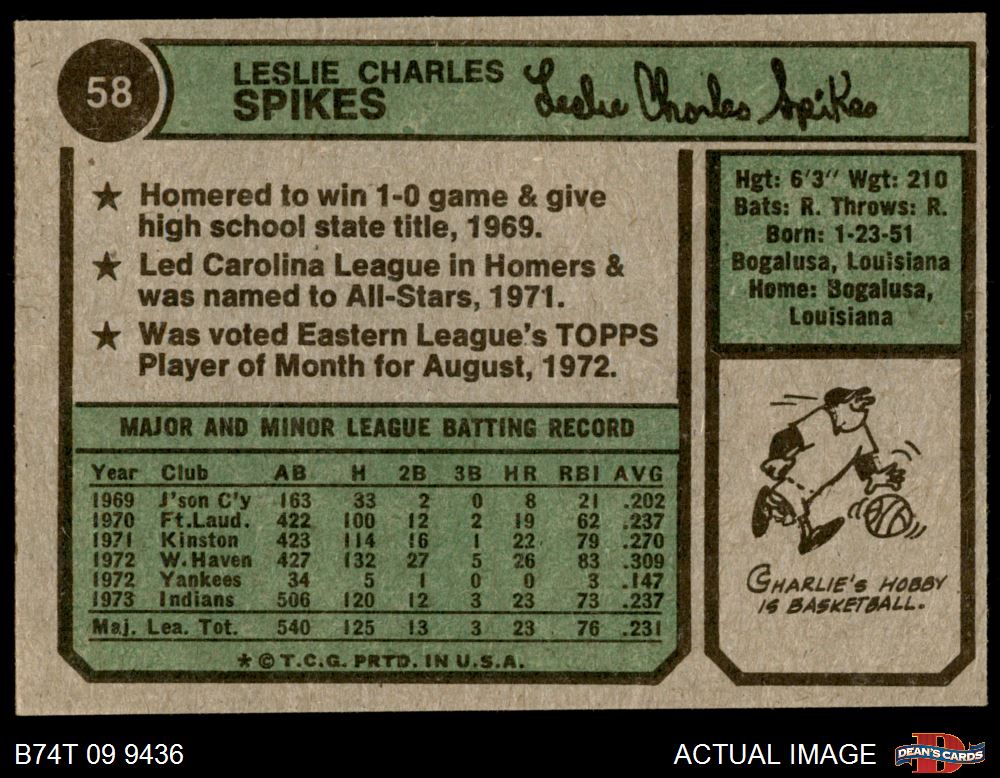 58
LESLIE CHARLES
SPIKES
Leslie Charles Spikes
★ Homered to win 1-0 game & give
high school state title, 1969.
★ Led Carolina League in Homers &
was named to All-Stars, 1971.
★ Was voted Eastern League's TOPPS
Player of Month for August, 1972.
Hgt: 6'3" Wgt: 210
Bats: R. Throws: R.
Born: 1-23-51
Bogalusa, Louisiana
Home: Bogalusa,
Louisiana
MAJOR AND MINOR LEAGUE BATTING RECORD
Year Club AB H 2B 3B HR RBI AVG
1969 J'son C'y 163 33 2 0 8 21 .202
1970 Ft.Laud. 422 100 12 2 19 62 .237
1971 Kinston 423 114 16 1 22 79 .270
1972 W.Haven 427 132 27 5 26 83 .309
1972 Yankees 34 5 1 0 0 3 .147
1973 Indians 506 120 12 3 23 73 .237
Maj. Lea. Tot. 540 125 13 3 23 76 .231
★ © T.C.G. PRTD. IN U.S.A.
CHARLIE'S HOBBY
IS BASKETBALL.
B74T 09 9436
ACTUAL IMAGE
DEAN'S CARDS